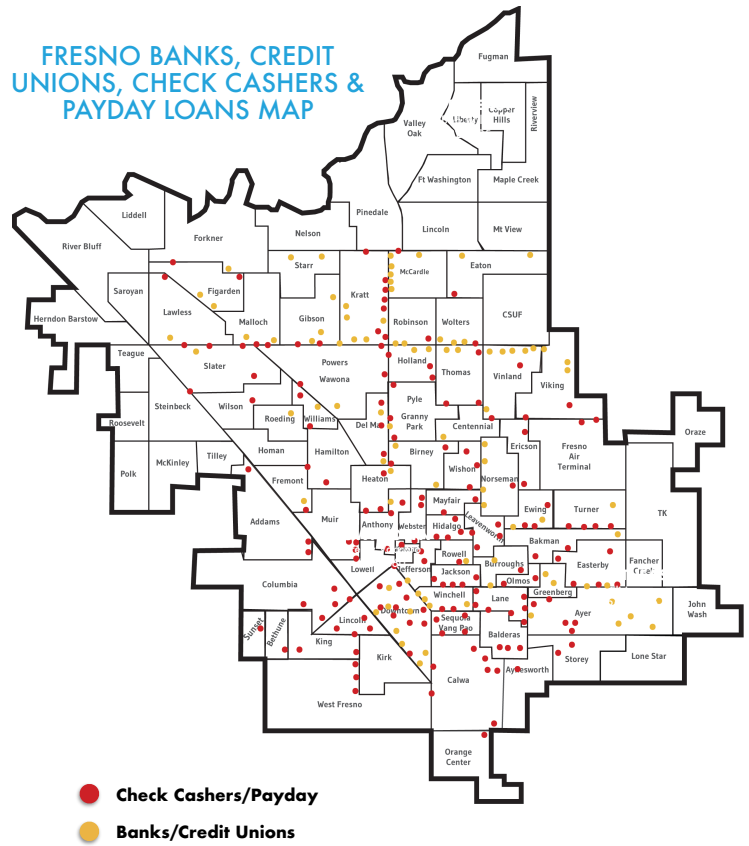 FRESNO BANKS, CREDIT
UNIONS, CHECK CASHERS &
PAYDAY LOANS MAP
Fugman
Valley
Oak
Liberty
Copper
Hills
Riverview
Ft Washington
Maple Creek
Liddell
Pinedale
Lincoln
Mt View
River Bluff
Forkner
Nelson
Starr
McCardle
Eaton
Saroyan
Figarden
Kratt
Lawless
Herndon Barstow
Malloch
Gibson
Robinson
Wolters
CSUF
Teague
Slater
Powers
Wawona
Holland
Thomas
Vinland
Viking
Steinbeck
Wilson
Pyle
Roosevelt
Roeding
Williams
Del Mar
Granny
Park
Centennial
Oraze
Homan
Hamilton
Birney
Ericson
Fresno
Air
Terminal
Polk
McKinley
Tilley
Fremont
Heaton
Wishon
Norseman
Addams
Muir
Anthony
Webster
Mayfair
Hidalgo
Leavenworth
Ewing
Turner
TK
Bakman
Lowell
Jefferson
Rowell
Burroughs
Easterby
Fancher
Creek
Columbia
Jackson
Olmos
Winchell
Lane
Greenberg
John
Wash
Sunset
Bethune
King
Lincoln
Downtown
Sequoia
Vang Pao
Balderas
Ayer
Kirk
Calwa
Aynesworth
Storey
Lone Star
West Fresno
Orange
Center
Check Cashers/Payday
Banks/Credit Unions